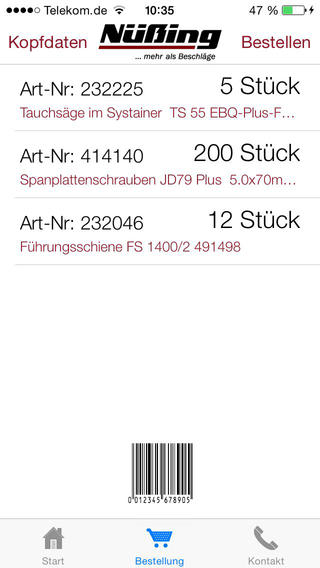 Telekom.de 10:35 47 %
Kopfdaten Nüßing Bestellen
... mehr als Beschläge
Art-Nr: 232225 5 Stück
Tauchsäge im Systainer TS 55 EBQ-Plus-F...
Art-Nr: 414140 200 Stück
Spanplattenschrauben JD79 Plus 5.0x70m...
Art-Nr: 232046 12 Stück
Führungsschiene FS 1400/2 491498
0 012345 678905
Start Bestellung Kontakt